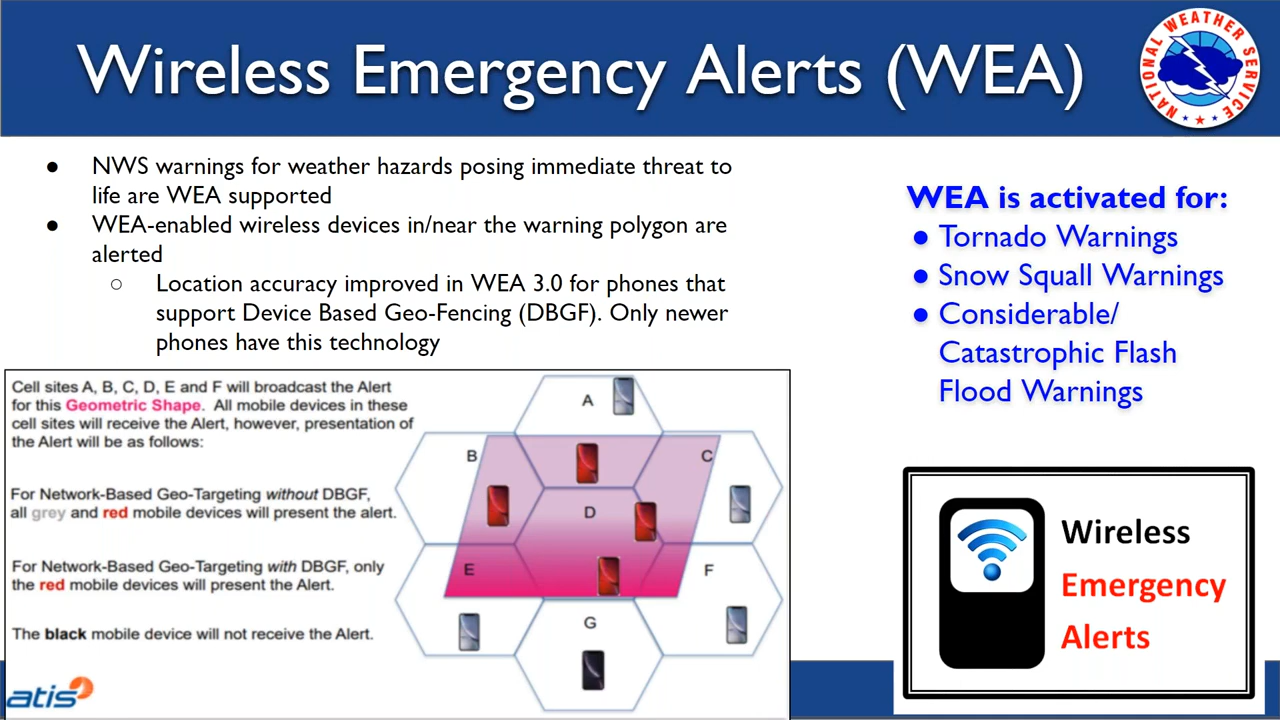 Wireless Emergency Alerts (WEA)
NATIONAL WEATHER SERVICE
● NWS warnings for weather hazards posing immediate threat to
life are WEA supported
● WEA-enabled wireless devices in/near the warning polygon are
alerted
○ Location accuracy improved in WEA 3.0 for phones that
support Device Based Geo-Fencing (DBGF). Only newer
phones have this technology
WEA is activated for:
● Tornado Warnings
● Snow Squall Warnings
● Considerable/
Catastrophic Flash
Flood Warnings
Cell sites A, B, C, D, E and F will broadcast the Alert
for this Geometric Shape. All mobile devices in these
cell sites will receive the Alert, however, presentation of
the Alert will be as follows:
For Network-Based Geo-Targeting without DBGF,
all grey and red mobile devices will present the alert.
For Network-Based Geo-Targeting with DBGF, only
the red mobile devices will present the Alert.
The black mobile device will not receive the Alert.
atis
A
B
C
D
E
F
G
Wireless
Emergency
Alerts